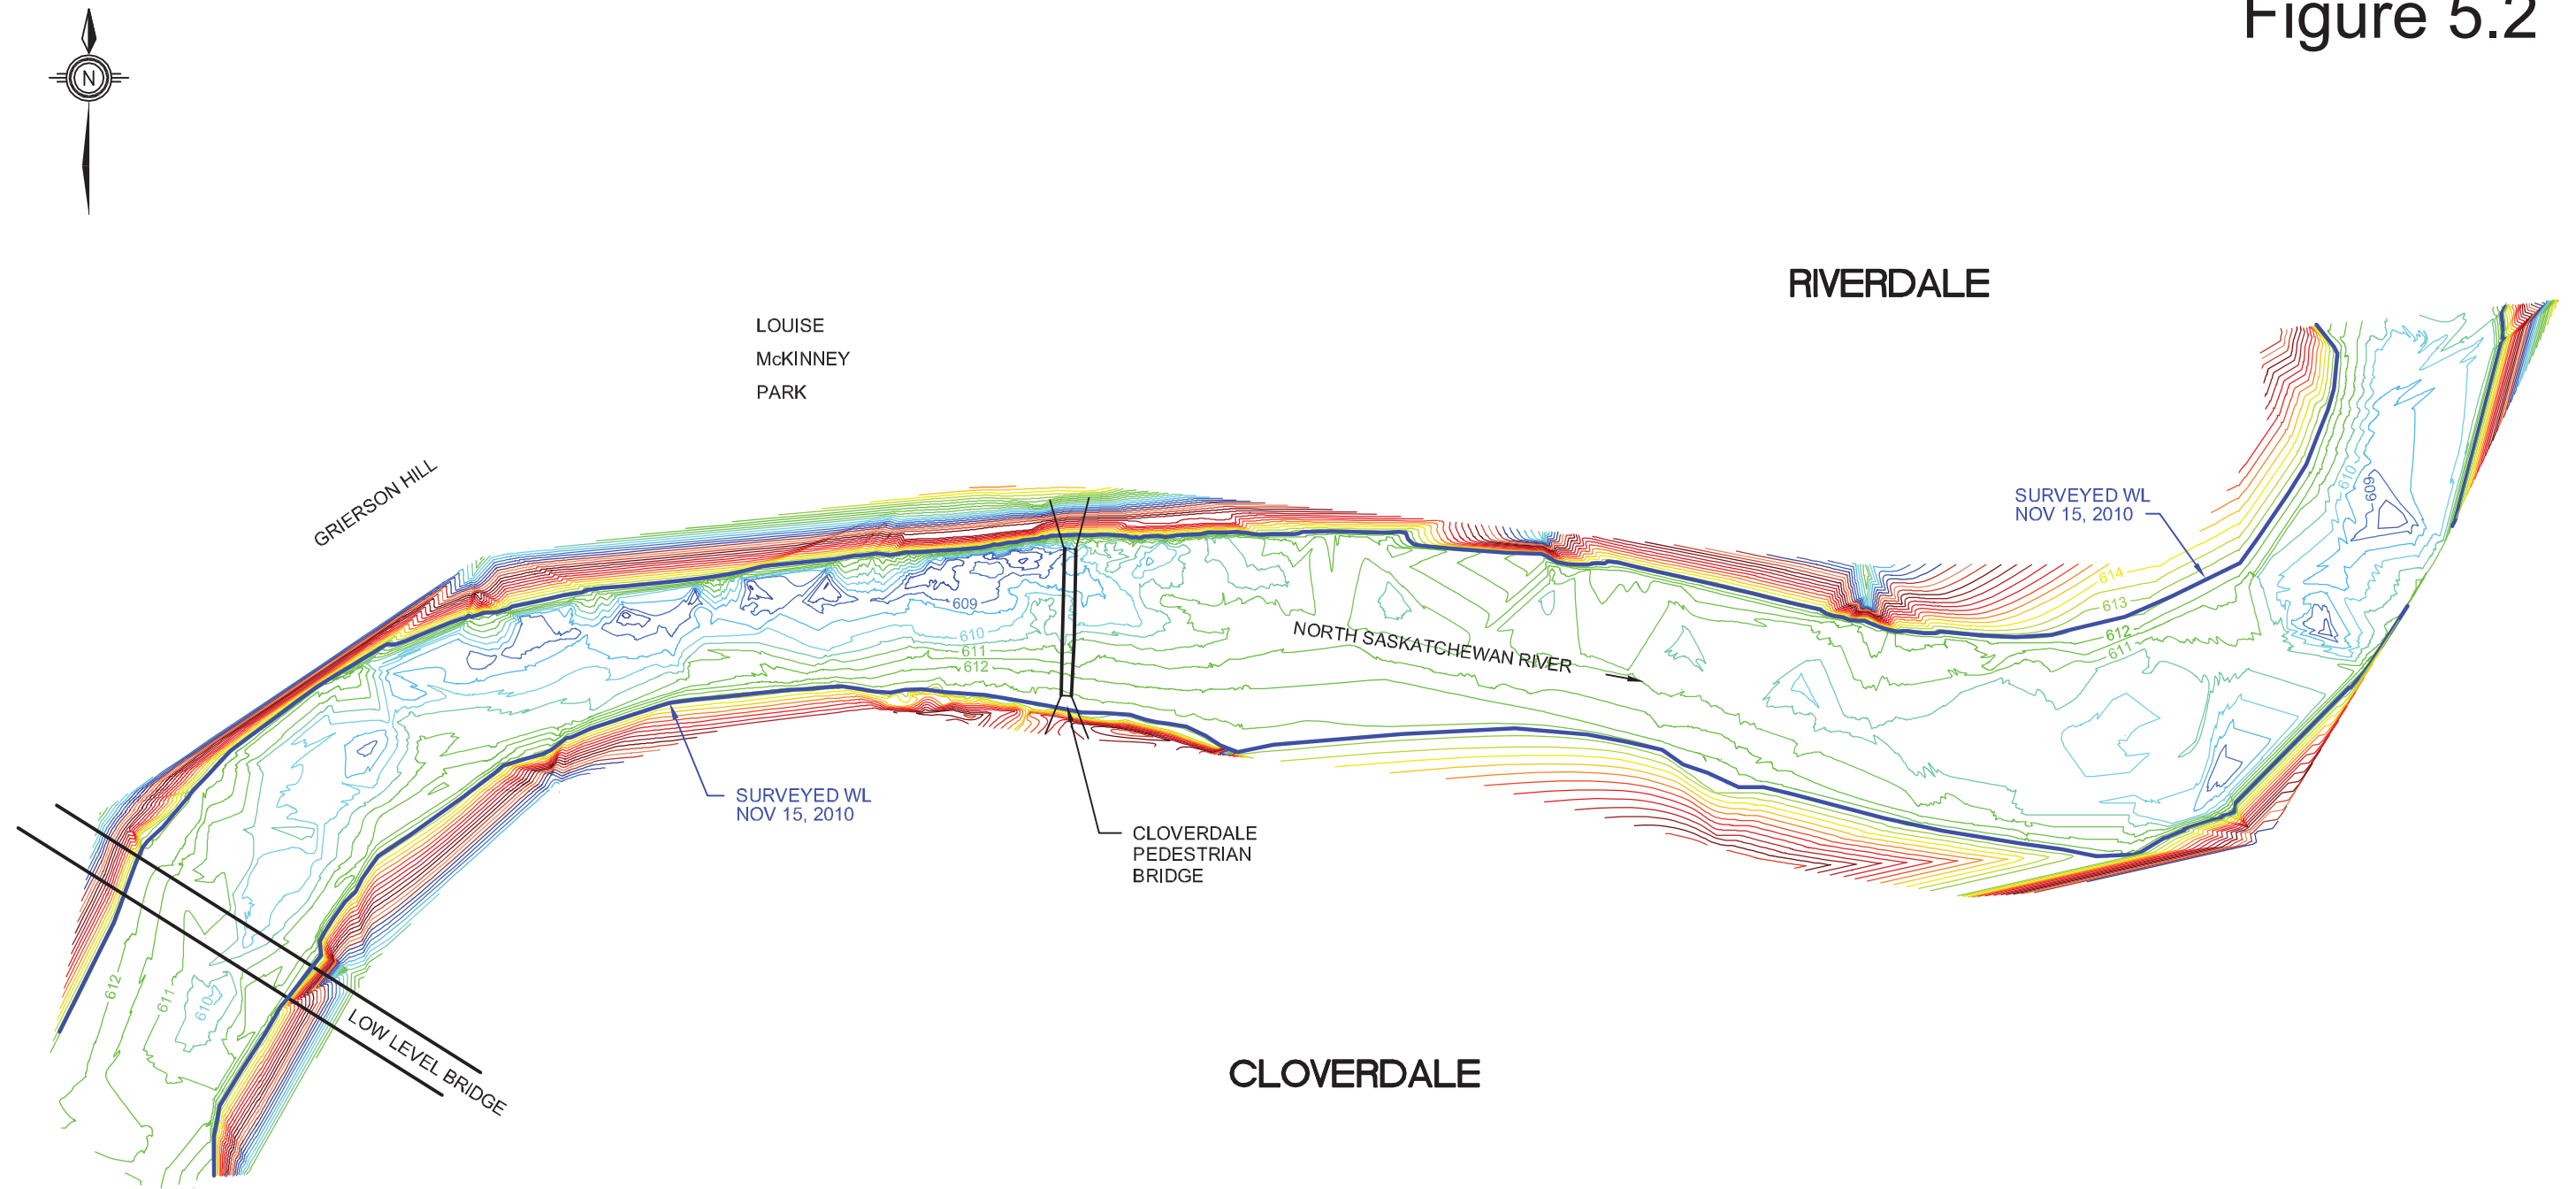 Figure 5.2
N
RIVERDALE
LOUISE
McKINNEY
PARK
GRIERSON HILL
SURVEYED WL
NOV 15, 2010
610
609
614
613
612
611
609
610
611
612
NORTH SASKATCHEWAN RIVER
SURVEYED WL
NOV 15, 2010
CLOVERDALE
PEDESTRIAN
BRIDGE
612
611
610
LOW LEVEL BRIDGE
CLOVERDALE